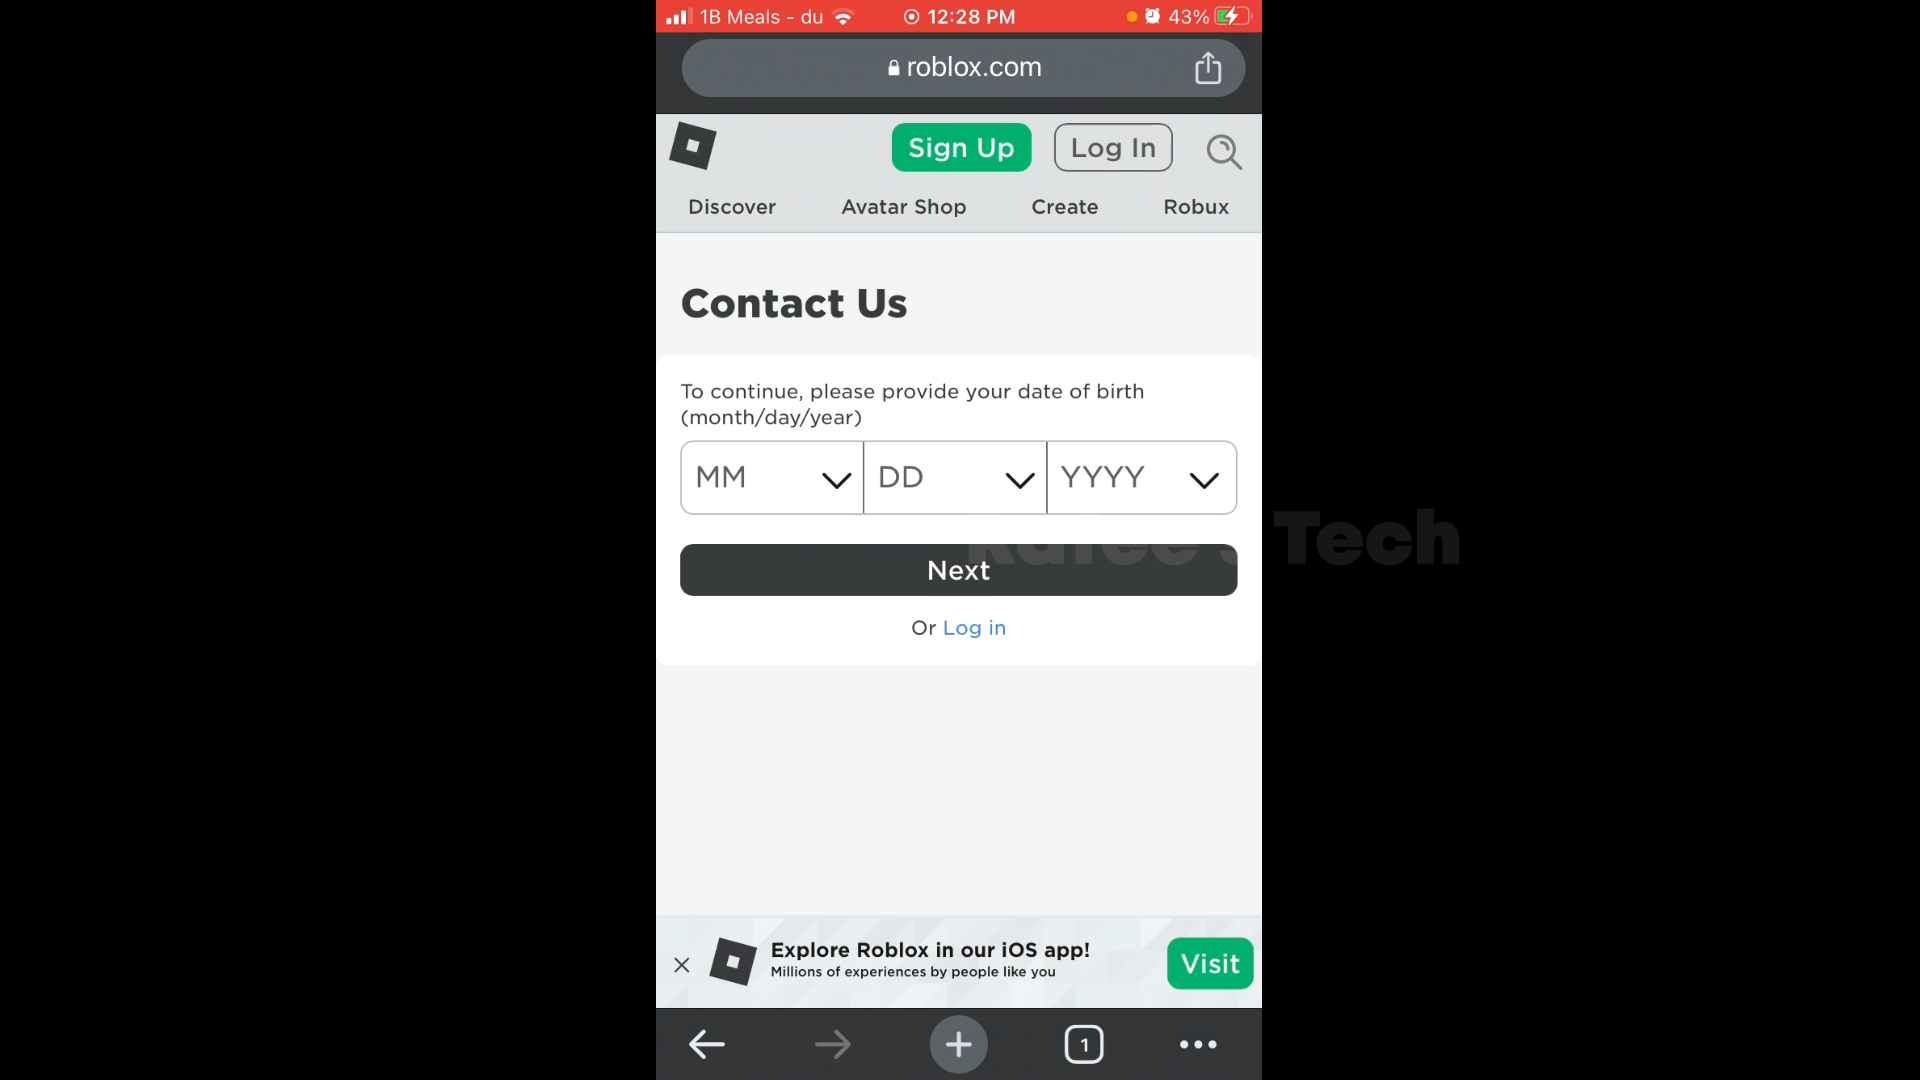 1B Meals - du 12:28 PM 43%
roblox.com
Sign Up Log In
Discover Avatar Shop Create Robux
Contact Us
To continue, please provide your date of birth
(month/day/year)
MM DD YYYY
Tech
Next
Or Log in
Explore Roblox in our iOS app!
Millions of experiences by people like you
Visit
1